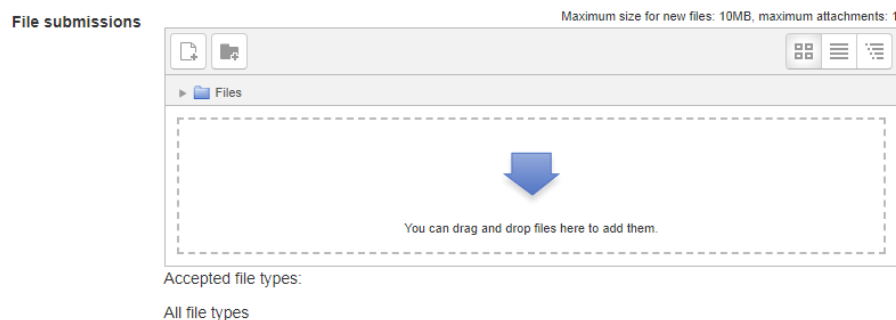 File submissions
Maximum size for new files: 10MB, maximum attachments: 1
Files
You can drag and drop files here to add them.
Accepted file types:
All file types